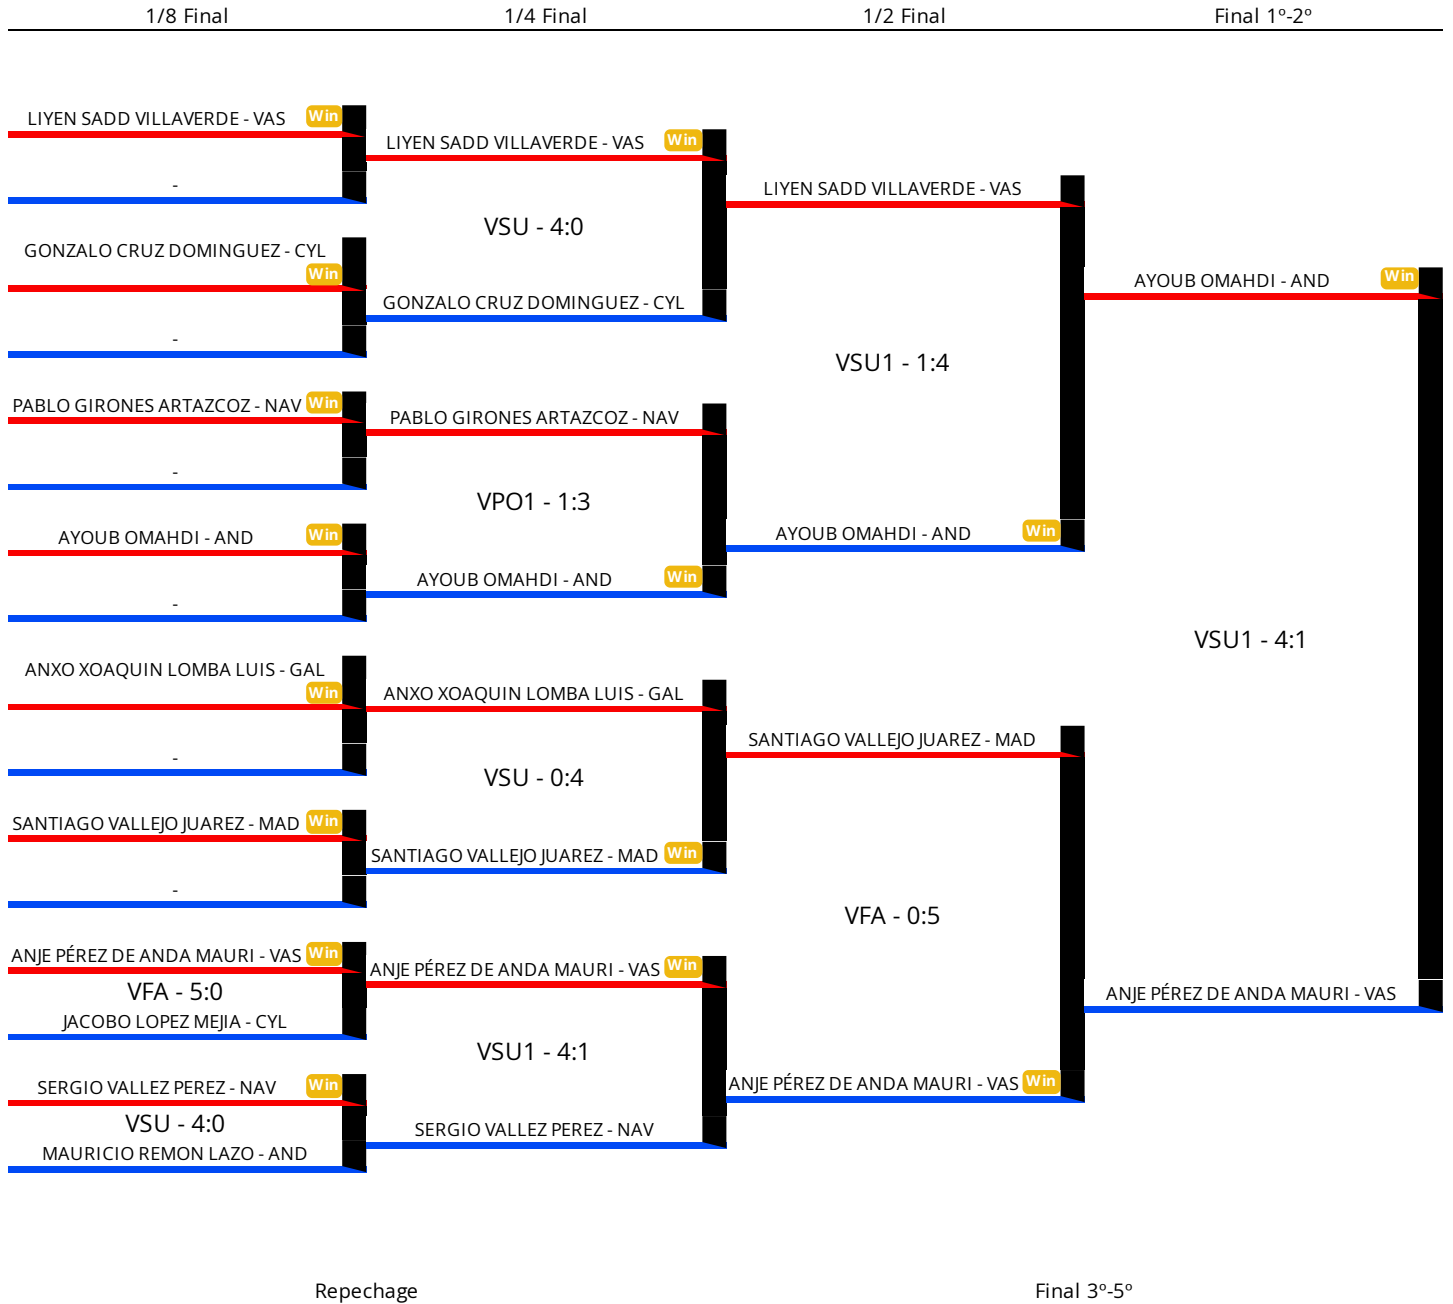 1/8 Final
1/4 Final
1/2 Final
Final 1º-2º
LIYEN SADD VILLAVERDE - VAS
Win
-
GONZALO CRUZ DOMINGUEZ - CYL
Win
-
PABLO GIRONES ARTAZCOZ - NAV
Win
-
AYOUB OMAHDI - AND
Win
-
ANXO XOAQUIN LOMBA LUIS - GAL
Win
-
SANTIAGO VALLEJO JUAREZ - MAD
Win
-
ANJE PÉREZ DE ANDA MAURI - VAS
Win
VFA - 5:0
JACOBO LOPEZ MEJIA - CYL
SERGIO VALLEZ PEREZ - NAV
Win
VSU - 4:0
MAURICIO REMON LAZO - AND
LIYEN SADD VILLAVERDE - VAS
Win
VSU - 4:0
GONZALO CRUZ DOMINGUEZ - CYL
PABLO GIRONES ARTAZCOZ - NAV
VPO1 - 1:3
AYOUB OMAHDI - AND
Win
ANXO XOAQUIN LOMBA LUIS - GAL
VSU - 0:4
SANTIAGO VALLEJO JUAREZ - MAD
Win
ANJE PÉREZ DE ANDA MAURI - VAS
Win
VSU1 - 4:1
SERGIO VALLEZ PEREZ - NAV
LIYEN SADD VILLAVERDE - VAS
VSU1 - 1:4
AYOUB OMAHDI - AND
Win
SANTIAGO VALLEJO JUAREZ - MAD
VFA - 0:5
ANJE PÉREZ DE ANDA MAURI - VAS
Win
AYOUB OMAHDI - AND
Win
VSU1 - 4:1
ANJE PÉREZ DE ANDA MAURI - VAS
Repechage
Final 3º-5º